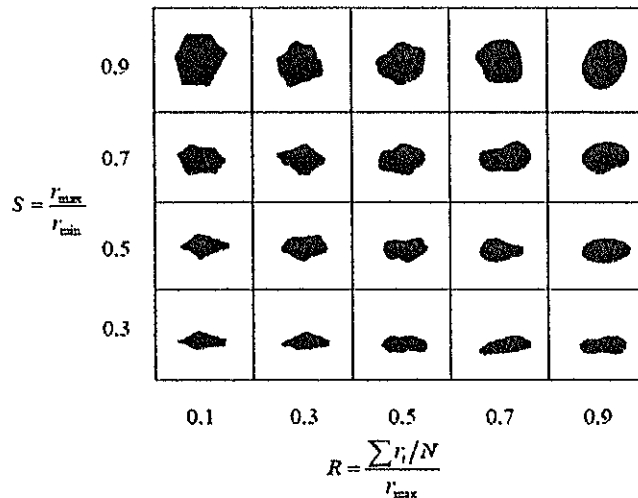 0.9
0.7
S = r_max / r_min
0.5
0.3
0.1 0.3 0.5 0.7 0.9
R = ∑ r_i/N / r_max